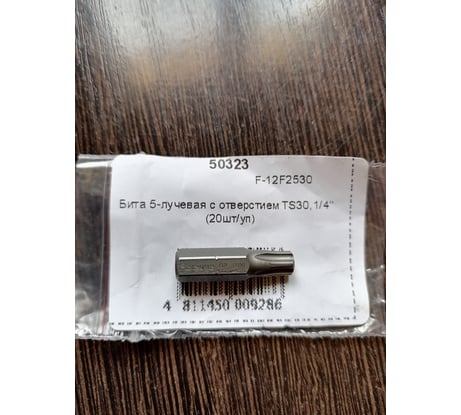 50323
F-12F2530
Бита 5-лучевая с отверстием TS30,1/4"
(20шт/уп)
4 811450 009286